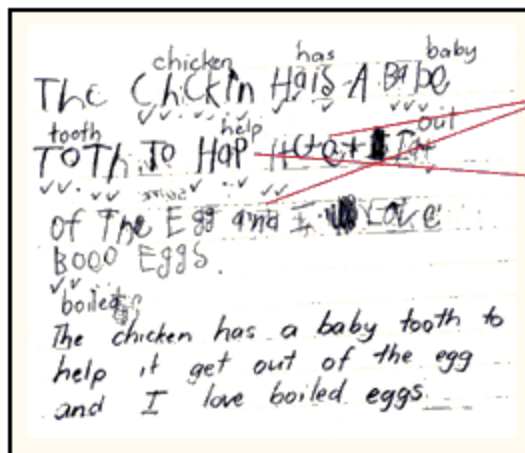 chicken has baby
The ChicKin Hais A Babe
tooth help out
ToTh To Hap it
of The Egg and I Love
Booo Eggs.
boiled
The chicken has a baby tooth to
help it get out of the egg
and I love boiled eggs